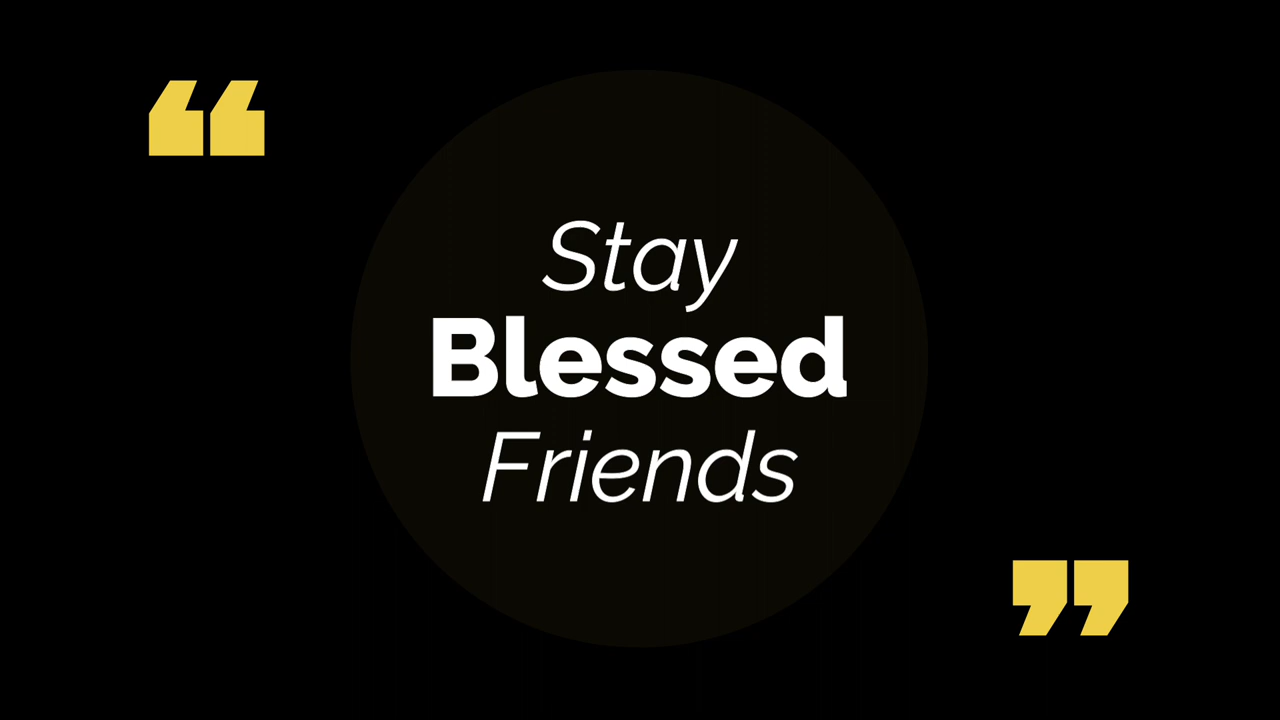 “
Stay
Blessed
Friends
”